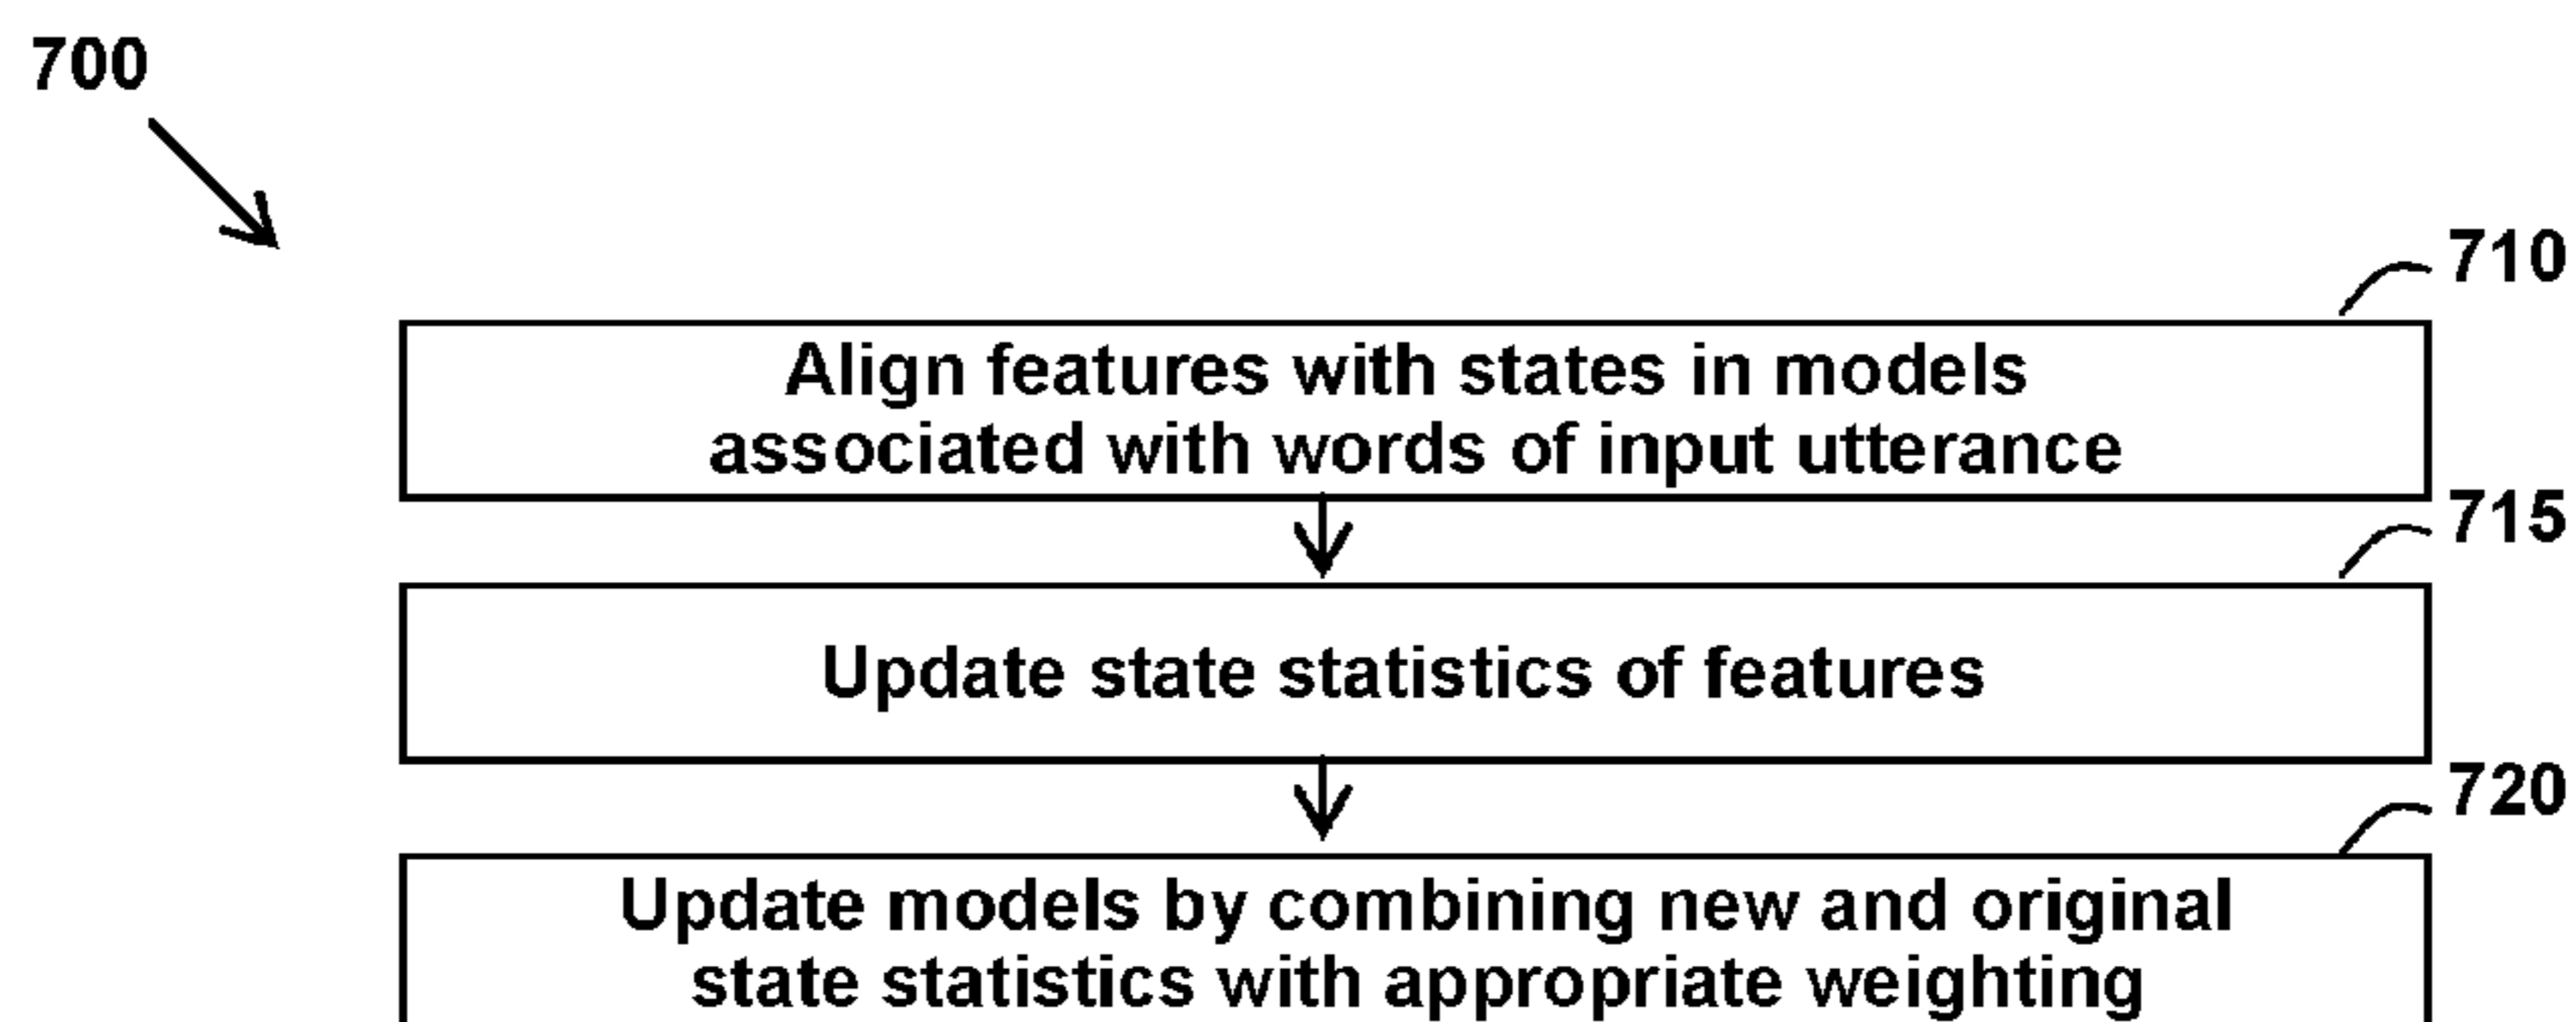 700
710
Align features with states in models
associated with words of input utterance
715
Update state statistics of features
720
Update models by combining new and original
state statistics with appropriate weighting